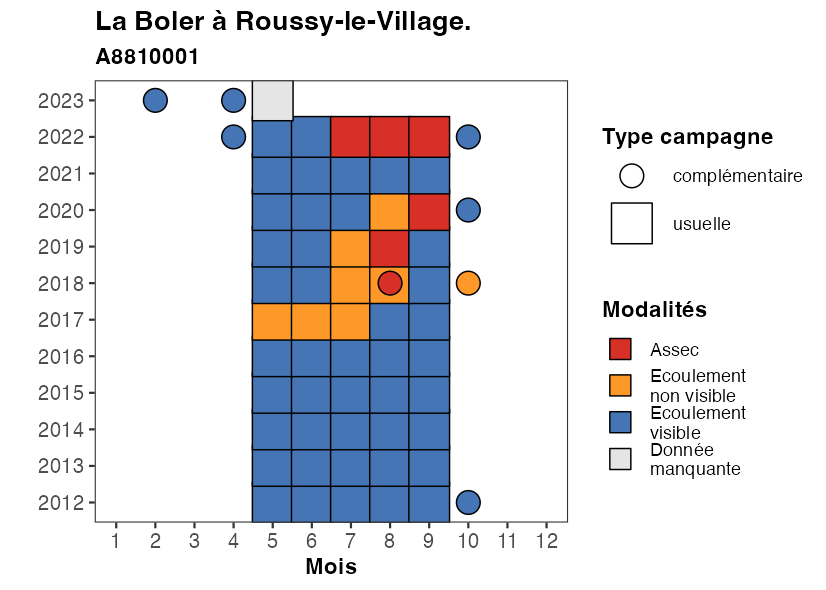 La Boler à Roussy-le-Village.
A8810001
2023
2022
2021
2020
2019
2018
2017
2016
2015
2014
2013
2012
1 2 3 4 5 6 7 8 9 10 11 12
Mois
Type campagne
complémentaire
usuelle
Modalités
Assec
Ecoulement
non visible
Ecoulement
visible
Donnée
manquante